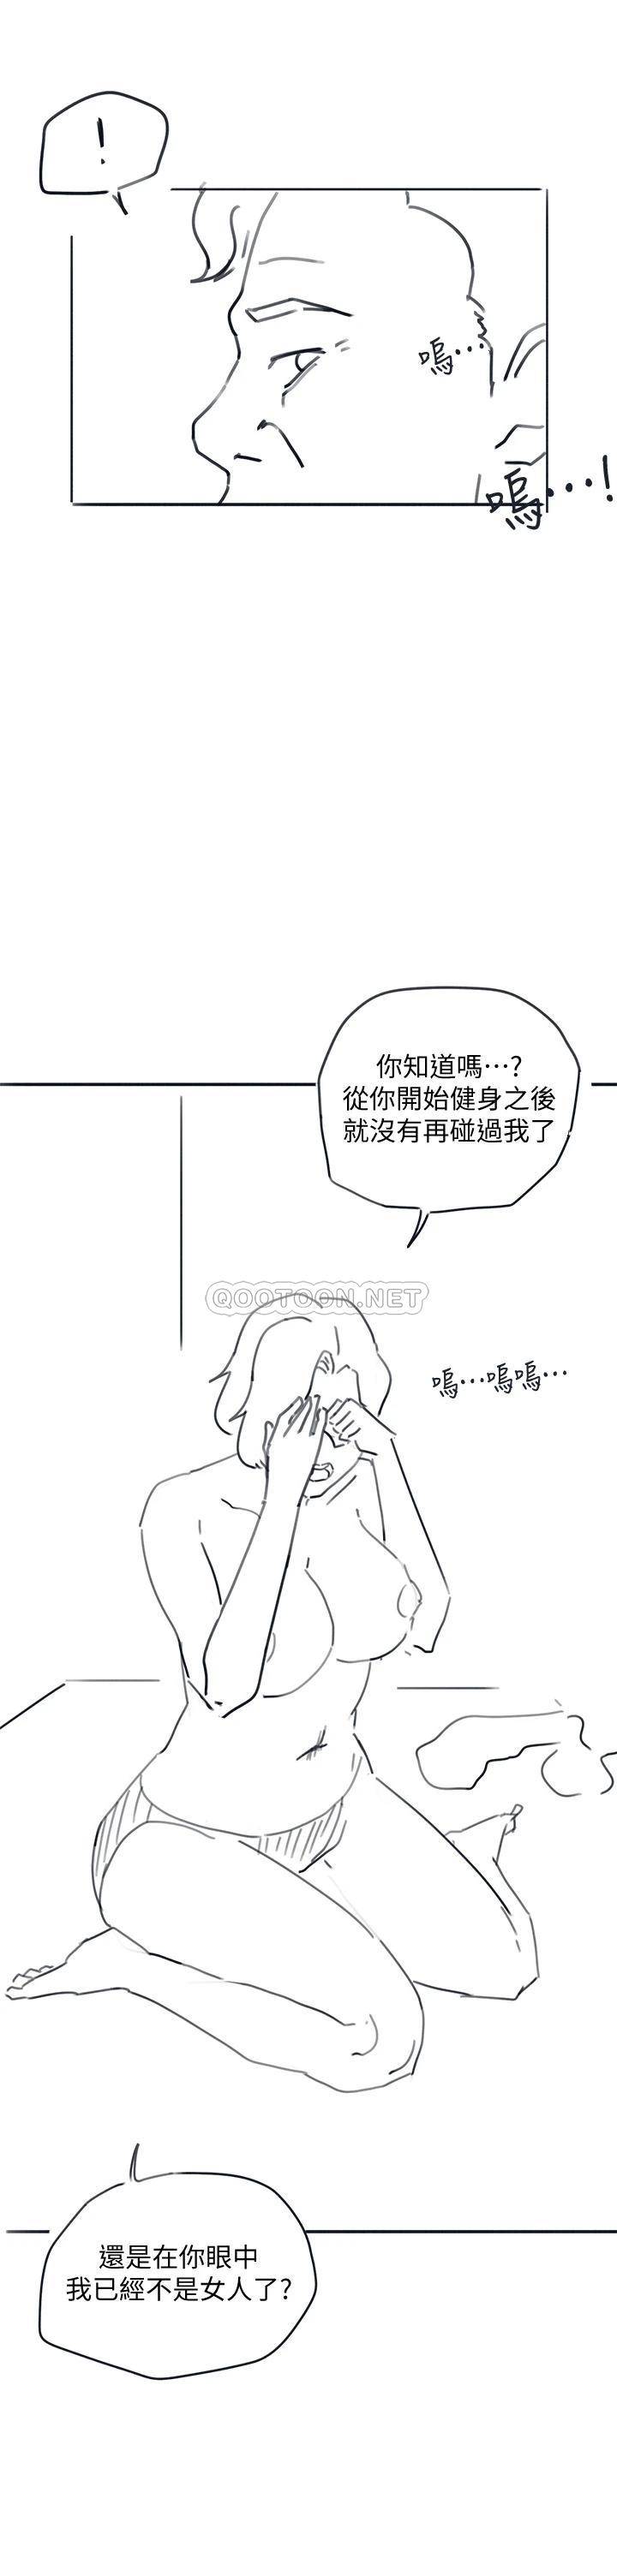 !
嗚⋯
嗚⋯!
你知道嗎⋯?
從你開始健身之後
就沒有再碰過我了
QOOTOON.NET
嗚⋯嗚嗚⋯
還是在你眼中
我已經不是女人了?